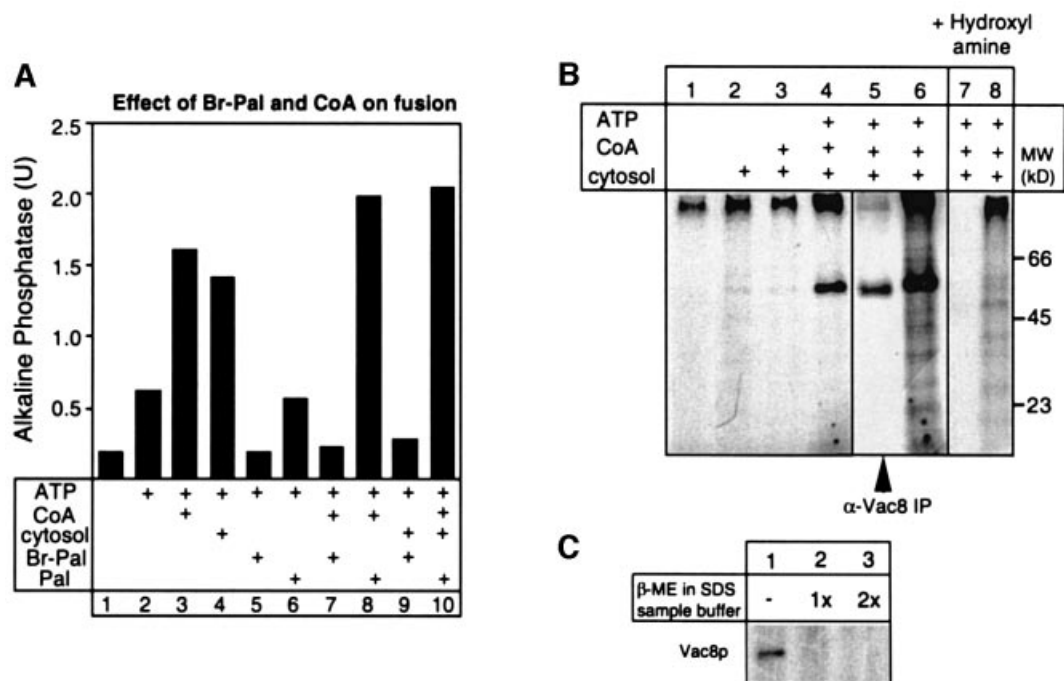 A
Effect of Br-Pal and CoA on fusion
Alkaline Phosphatase (U)
2.5
2.0
1.5
1.0
0.5
ATP + + + + + + + + +
CoA + + + +
cytosol + + +
Br-Pal + + +
Pal + + +
1 2 3 4 5 6 7 8 9 10
+ Hydroxyl
amine
B
1 2 3 4 5 6 7 8
ATP + + + + +
CoA + + + + + +
cytosol + + + + + + +
MW
(kD)
66
45
23
α-Vac8 IP
C
1 2 3
β-ME in SDS
sample buffer
- 1x 2x
Vac8p